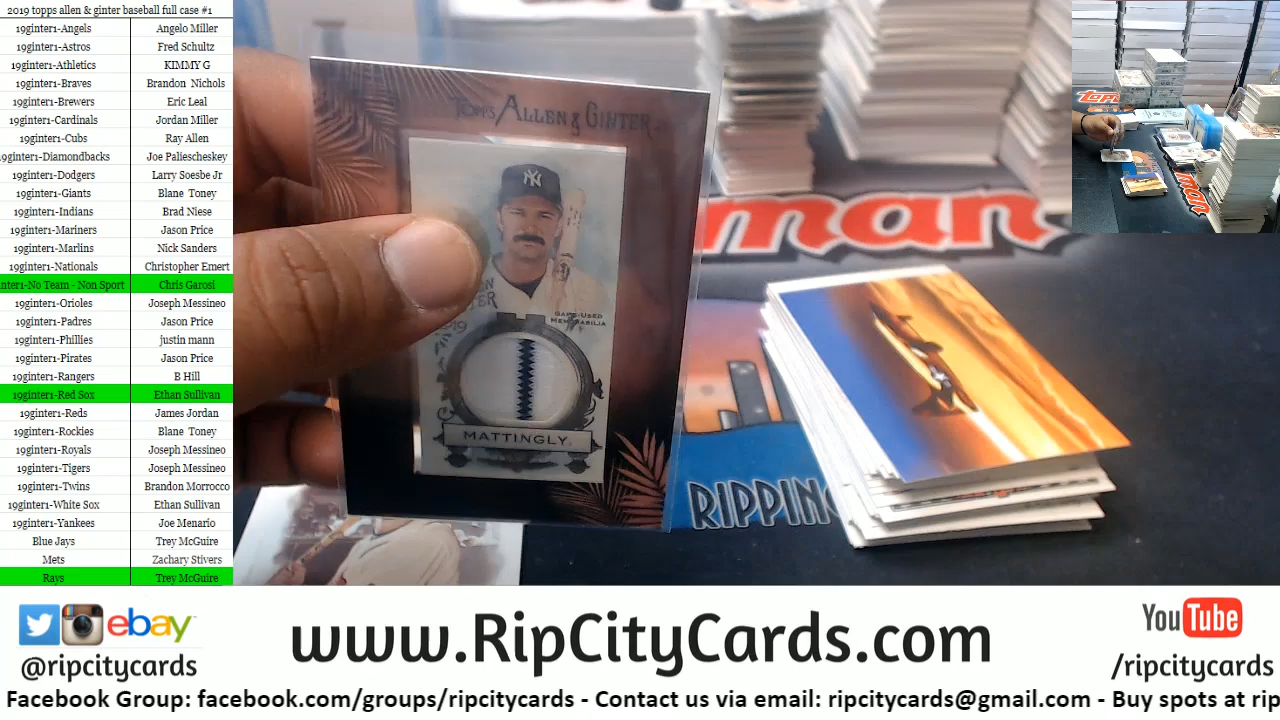 2019 topps allen & ginter baseball full case #1
19ginter1-Angels Angelo Miller
19ginter1-Astros Fred Schultz
19ginter1-Athletics KIMMY G
19ginter1-Braves Brandon Nichols
19ginter1-Brewers Eric Leal
19ginter1-Cardinals Jordan Miller
19ginter1-Cubs Ray Allen
9ginter1-Diamondbacks Joe Paliescheskey
19ginter1-Dodgers Larry Soesbe Jr
19ginter1-Giants Blane Toney
19ginter1-Indians Brad Niese
19ginter1-Mariners Jason Price
19ginter1-Marlins Nick Sanders
19ginter1-Nationals Christopher Emert
nter1-No Team - Non Sport Chris Garosi
19ginter1-Orioles Joseph Messineo
19ginter1-Padres Jason Price
19ginter1-Phillies justin mann
19ginter1-Pirates Jason Price
19ginter1-Rangers B Hill
19ginter1-Red Sox Ethan Sullivan
19ginter1-Reds James Jordan
19ginter1-Rockies Blane Toney
19ginter1-Royals Joseph Messineo
19ginter1-Tigers Joseph Messineo
19ginter1-Twins Brandon Morrocco
19ginter1-White Sox Ethan Sullivan
19ginter1-Yankees Joe Menario
Blue Jays Trey McGuire
Mets Zachary Stivers
Rays Trey McGuire
ALLEN & GINTER
NY
GAME-USED
MEMORABILIA
MATTINGLY
man
RIPPING
topps
man
ebay
@ripcitycards
www.RipCityCards.com
YouTube
/ripcitycards
Facebook Group: facebook.com/groups/ripcitycards - Contact us via email: ripcitycards@gmail.com - Buy spots at rip